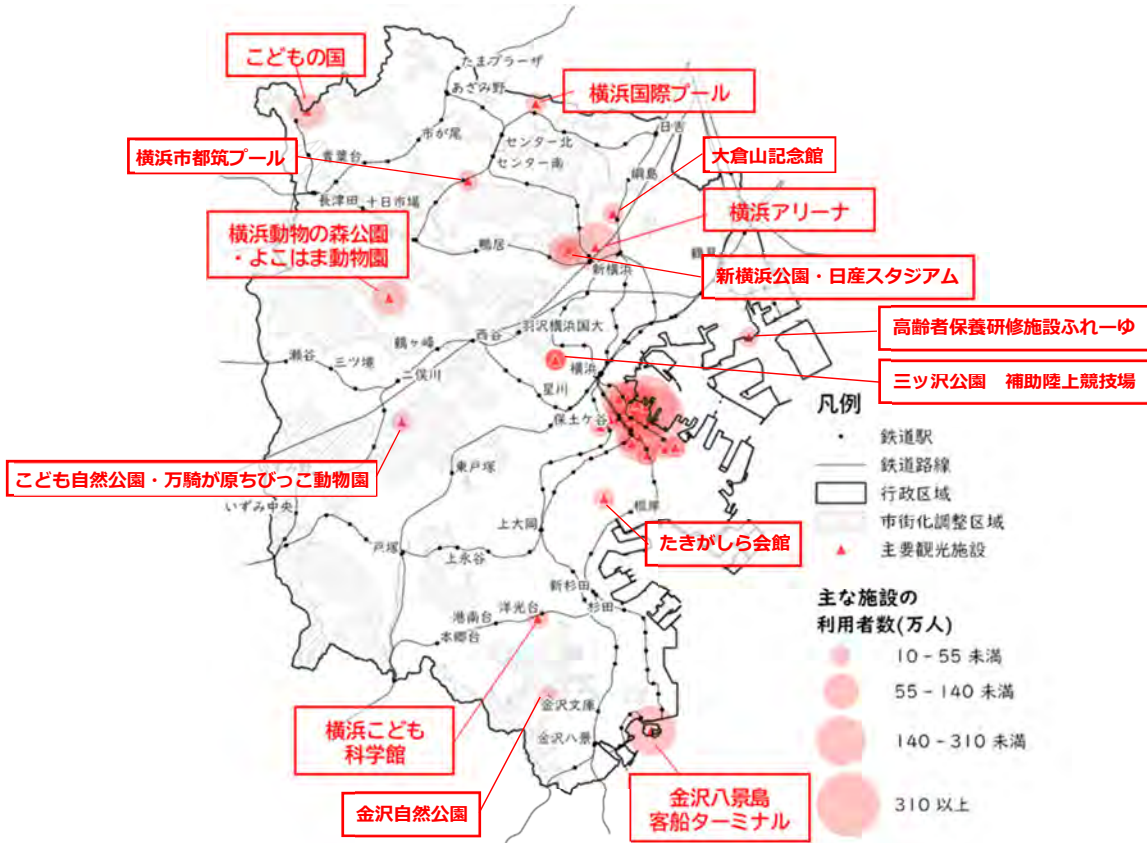 こどもの国
たまプラーザ
あざみ野
横浜国際プール
市が尾
センター北
日吉
横浜市都筑プール
青葉台
センター南
大倉山記念館
綱島
長津田
十日市場
横浜アリーナ
横浜動物の森公園
・よこはま動物園
鴨居
新横浜
鶴見
新横浜公園・日産スタジアム
羽沢横浜国大
西谷
鶴ヶ峰
高齢者保養研修施設ふれーゆ
瀬谷
三ツ境
横浜
二俣川
星川
三ッ沢公園　補助陸上競技場
保土ケ谷
凡例
鉄道駅
鉄道路線
行政区域
市街化調整区域
主要観光施設
東戸塚
こども自然公園・万騎が原ちびっこ動物園
いずみ中央
根岸
上大岡
たきがしら会館
戸塚
上永谷
新杉田
杉田
洋光台
港南台
本郷台
主な施設の
利用者数(万人)
10 - 55 未満
55 - 140 未満
140 - 310 未満
310 以上
金沢文庫
横浜こども
科学館
金沢八景
金沢自然公園
金沢八景島
客船ターミナル